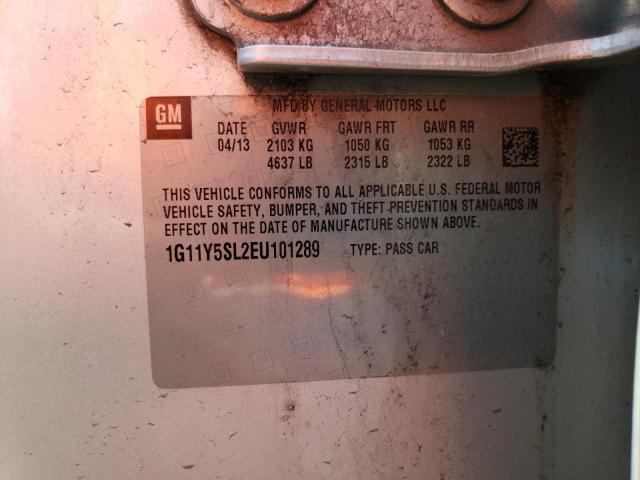 GM
MFD BY GENERAL MOTORS LLC
DATE GVWR GAWR FRT GAWR RR
04/13 2103 KG 1050 KG 1053 KG
4637 LB 2315 LB 2322 LB
THIS VEHICLE CONFORMS TO ALL APPLICABLE U.S. FEDERAL MOTOR
VEHICLE SAFETY, BUMPER, AND THEFT PREVENTION STANDARDS IN
EFFECT ON THE DATE OF MANUFACTURE SHOWN ABOVE.
1G11Y5SL2EU101289 TYPE: PASS CAR